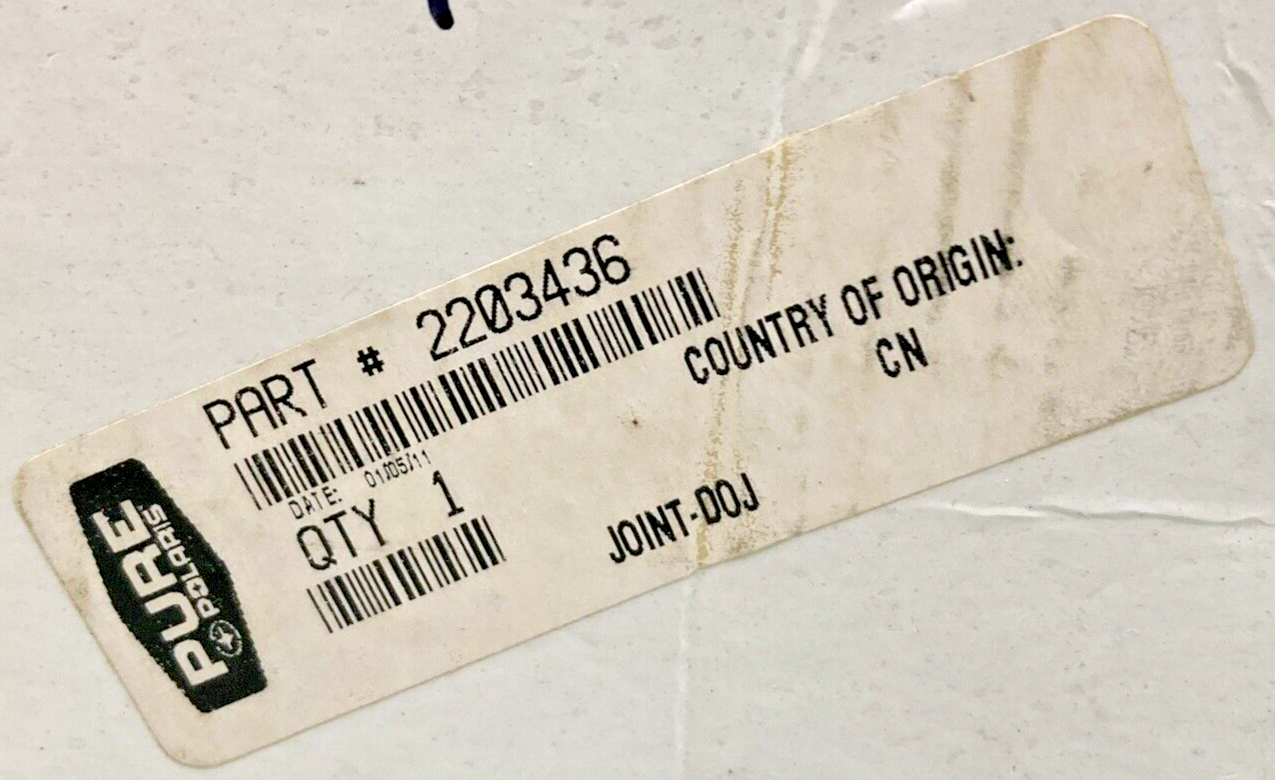 PART # 2203436
DATE: 01/05/11
QTY 1
COUNTRY OF ORIGIN:
CN
JOINT-DOJ
PURE
POLARIS